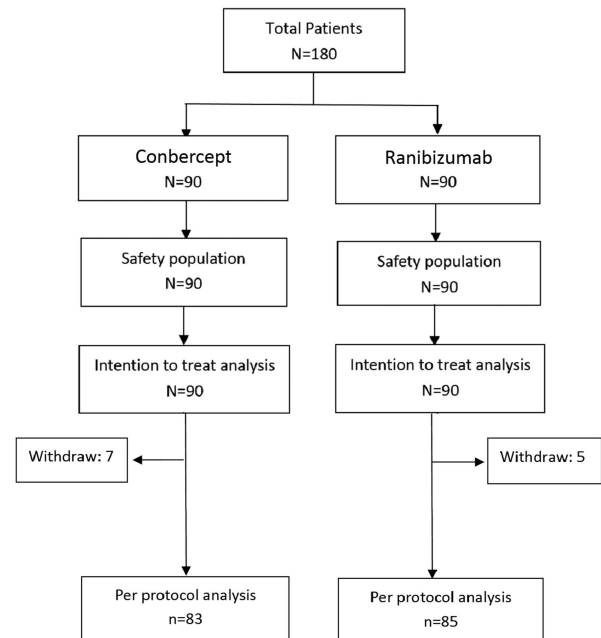 Total Patients
N=180
Conbercept
N=90
Ranibizumab
N=90
Safety population
N=90
Safety population
N=90
Intention to treat analysis
N=90
Intention to treat analysis
N=90
Withdraw: 7
Withdraw: 5
Per protocol analysis
n=83
Per protocol analysis
n=85